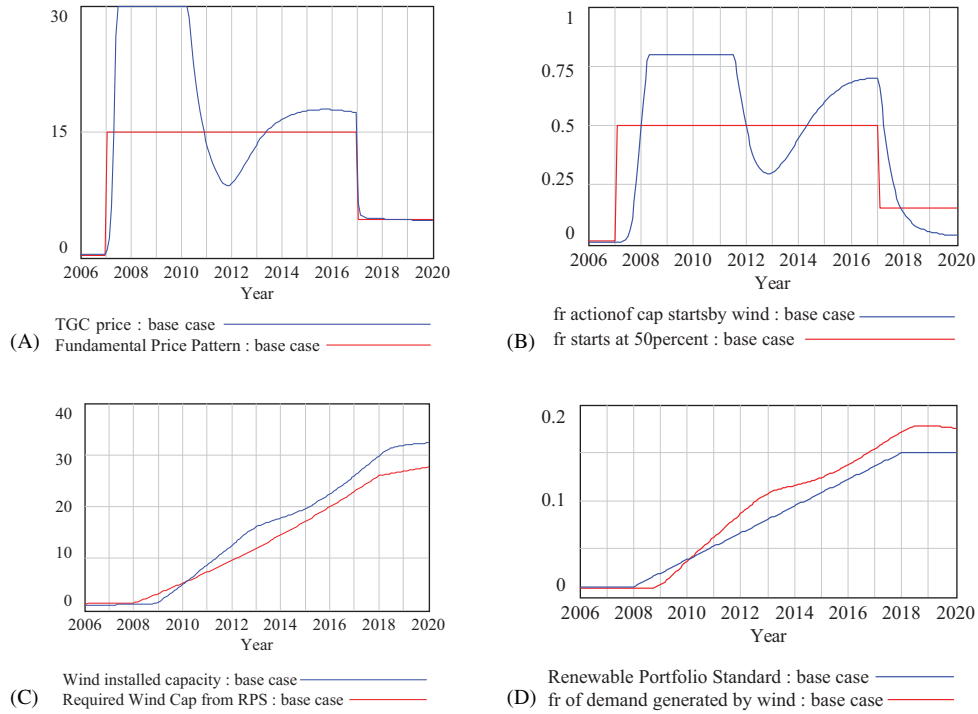 30
15
0
2006 2008 2010 2012 2014 2016 2018 2020
Year
(A)
TGC price : base case
Fundamental Price Pattern : base case
1
0.75
0.5
0.25
0
2006 2008 2010 2012 2014 2016 2018 2020
Year
(B)
fr actionof cap startsby wind : base case
fr starts at 50percent : base case
40
30
20
10
0
2006 2008 2010 2012 2014 2016 2018 2020
Year
(C)
Wind installed capacity : base case
Required Wind Cap from RPS : base case
0.2
0.1
0
2006 2008 2010 2012 2014 2016 2018 2020
Year
(D)
Renewable Portfolio Standard : base case
fr of demand generated by wind : base case